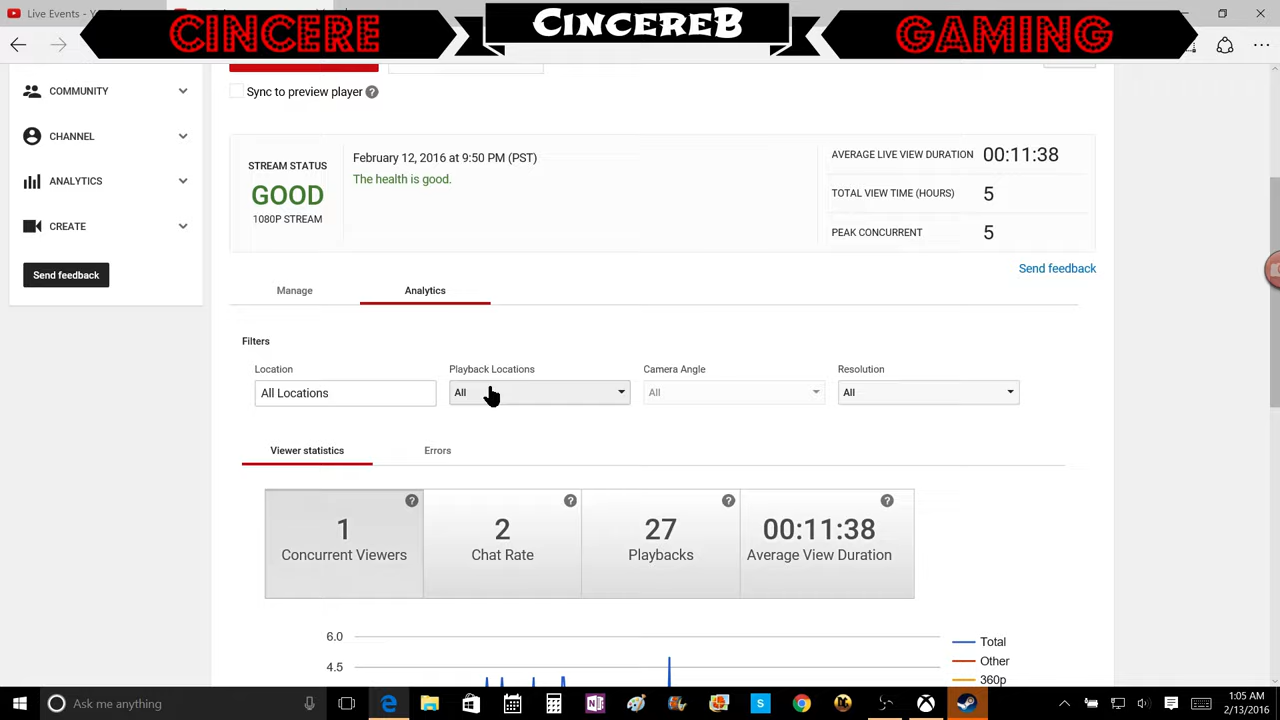 Live Events - Yo
CINCERE
CINCEREB
GAMING
COMMUNITY
CHANNEL
ANALYTICS
CREATE
Send feedback
Sync to preview player ?
STREAM STATUS
GOOD
1080P STREAM
February 12, 2016 at 9:50 PM (PST)
The health is good.
AVERAGE LIVE VIEW DURATION 00:11:38
TOTAL VIEW TIME (HOURS) 5
PEAK CONCURRENT 5
Send feedback
Manage Analytics
Filters
Location Playback Locations Camera Angle Resolution
All Locations All All All
Viewer statistics Errors
? ? ? ?
1 2 27 00:11:38
Concurrent Viewers Chat Rate Playbacks Average View Duration
6.0
4.5
Total
Other
360p
Ask me anything
1:05 AM
2/13/2016